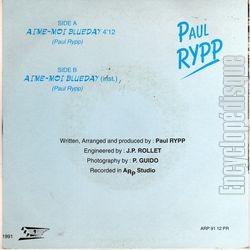 SIDE A
AIME-MOI BLUEDAY 4'12
(Paul Rypp)
PAUL
RYPP
SIDE B
AIME-MOI BLUEDAY (inst.)
(Paul Rypp)
Written, Arranged and produced by : Paul RYPP
Engineered by : J.P. ROLLET
Photography by : P. GUIDO
Recorded in ARP Studio
1991
ARP 91 12 PR
Encyclopédisque